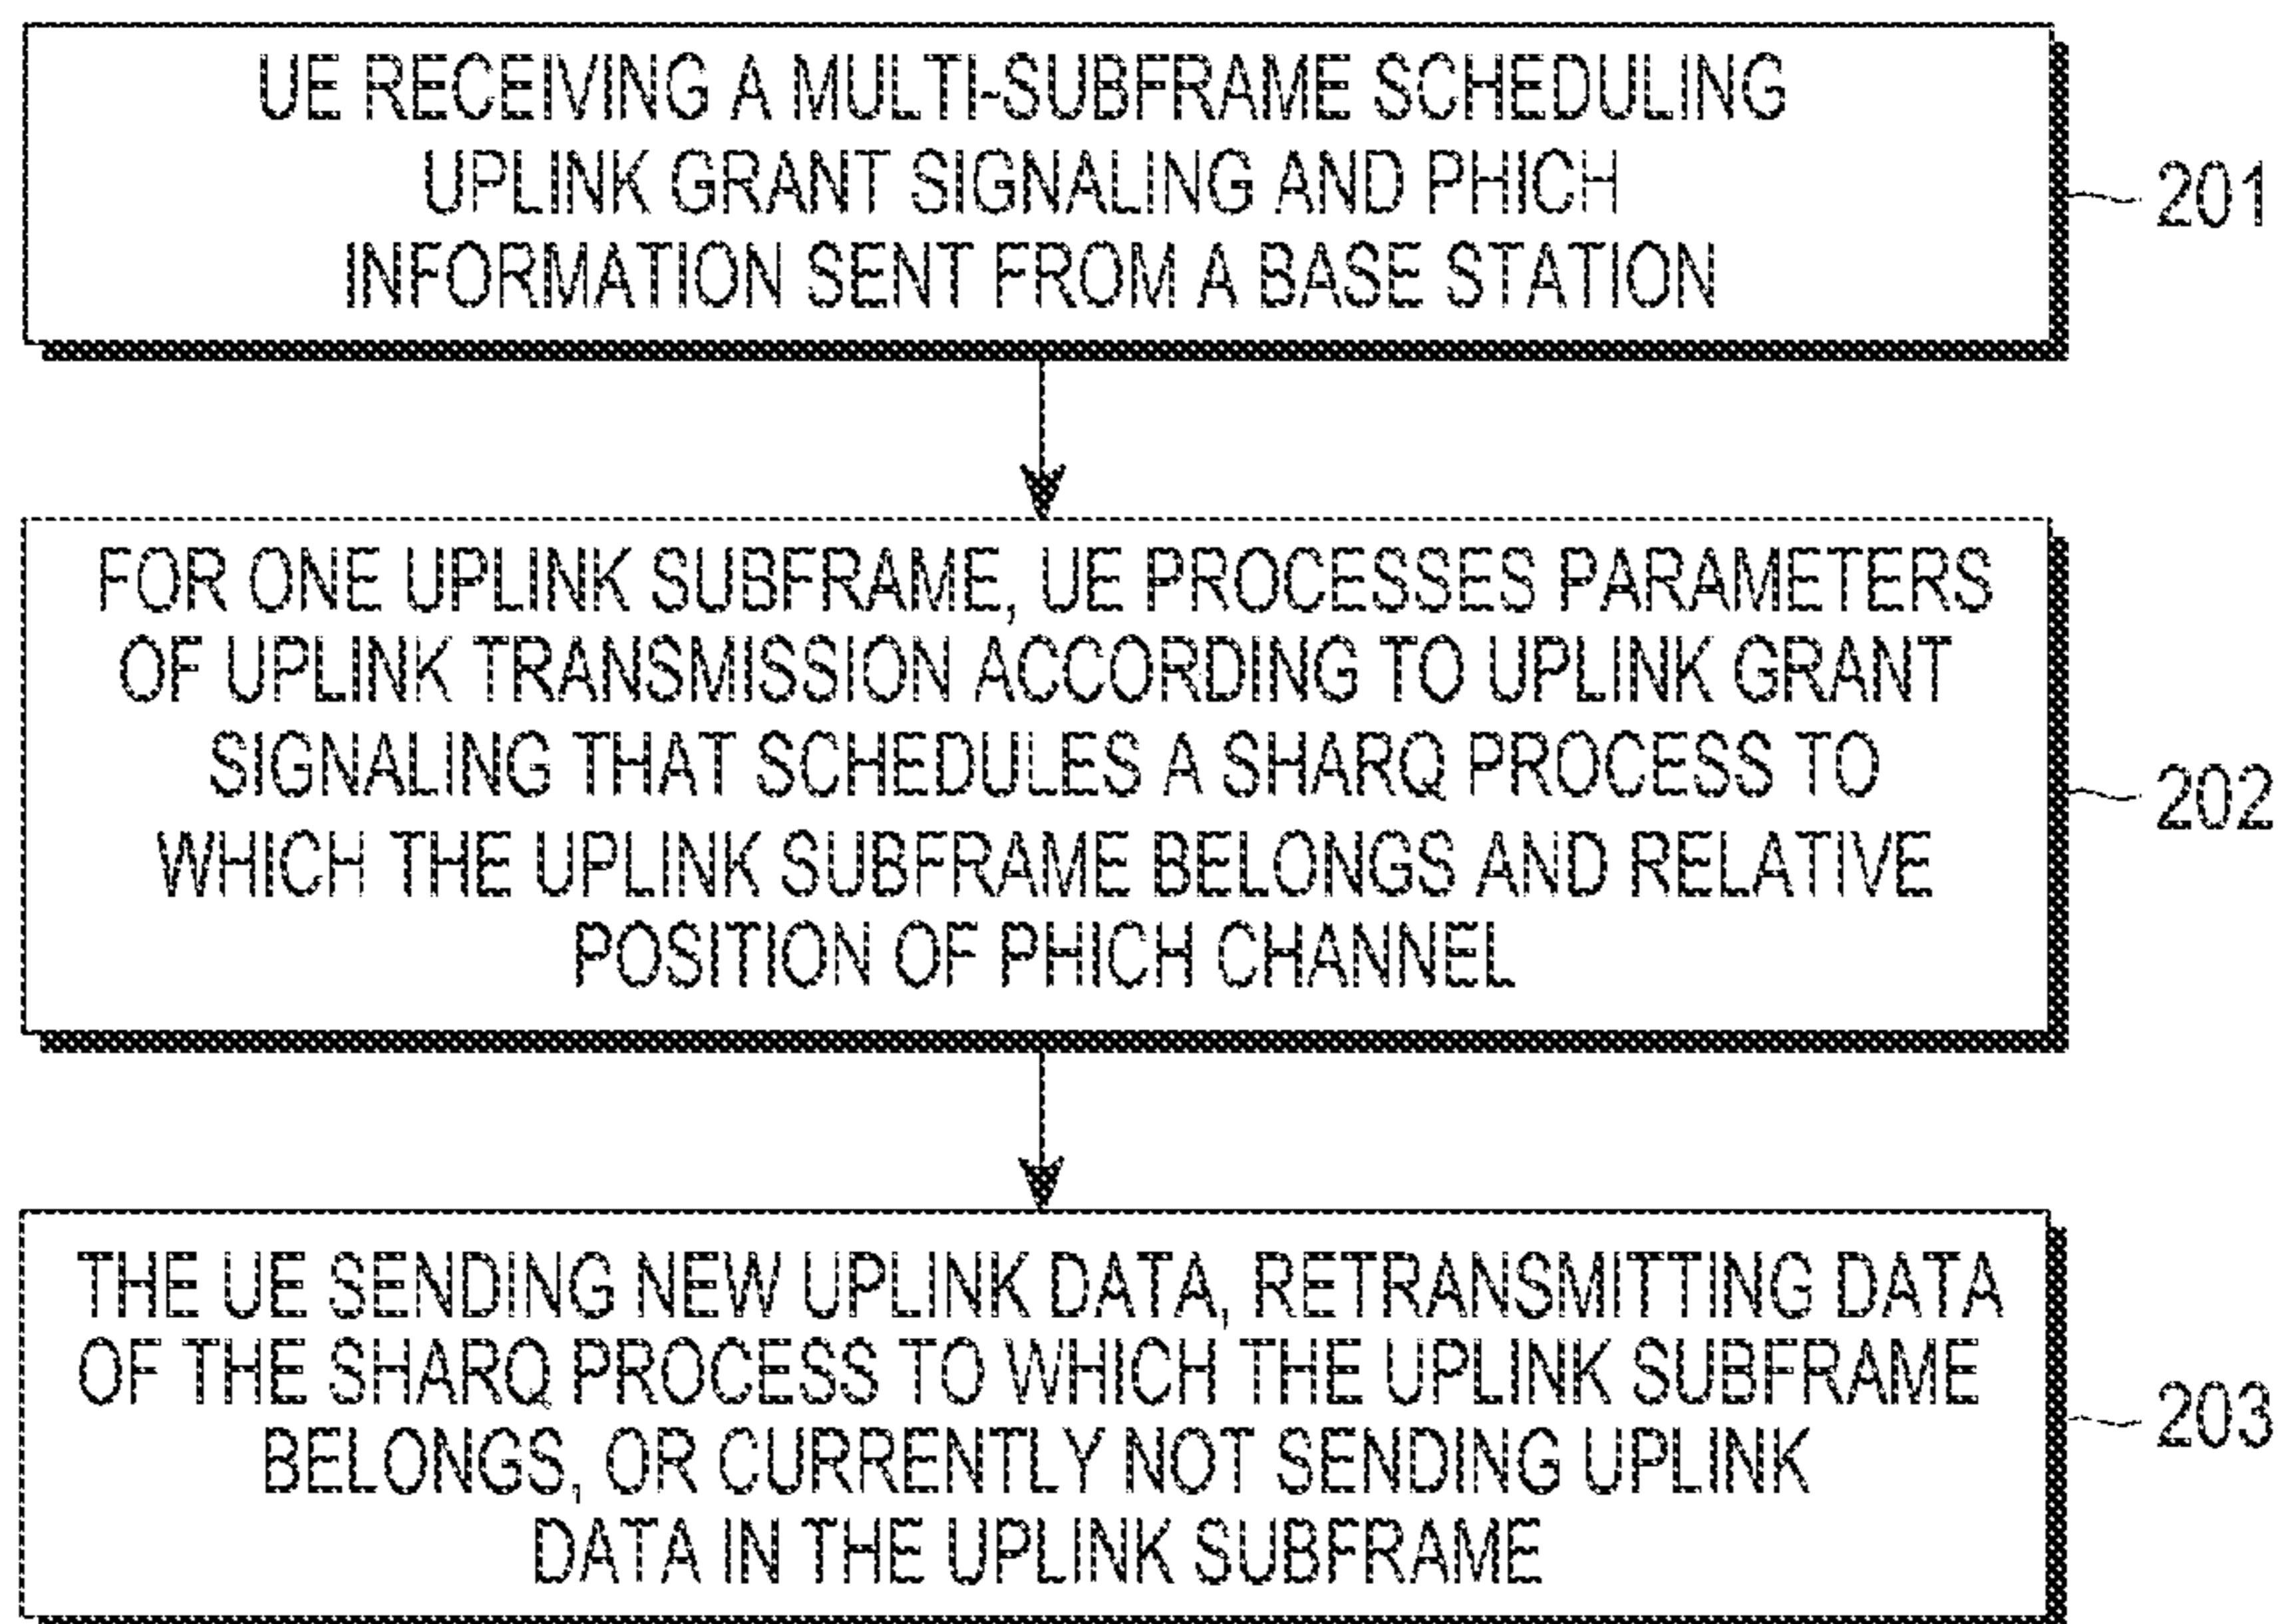 UE RECEIVING A MULTI-SUBFRAME SCHEDULING
UPLINK GRANT SIGNALING AND PHICH
INFORMATION SENT FROM A BASE STATION
201
FOR ONE UPLINK SUBFRAME, UE PROCESSES PARAMETERS
OF UPLINK TRANSMISSION ACCORDING TO UPLINK GRANT
SIGNALING THAT SCHEDULES A SHARQ PROCESS TO
WHICH THE UPLINK SUBFRAME BELONGS AND RELATIVE
POSITION OF PHICH CHANNEL
202
THE UE SENDING NEW UPLINK DATA, RETRANSMITTING DATA
OF THE SHARQ PROCESS TO WHICH THE UPLINK SUBFRAME
BELONGS, OR CURRENTLY NOT SENDING UPLINK
DATA IN THE UPLINK SUBFRAME
203